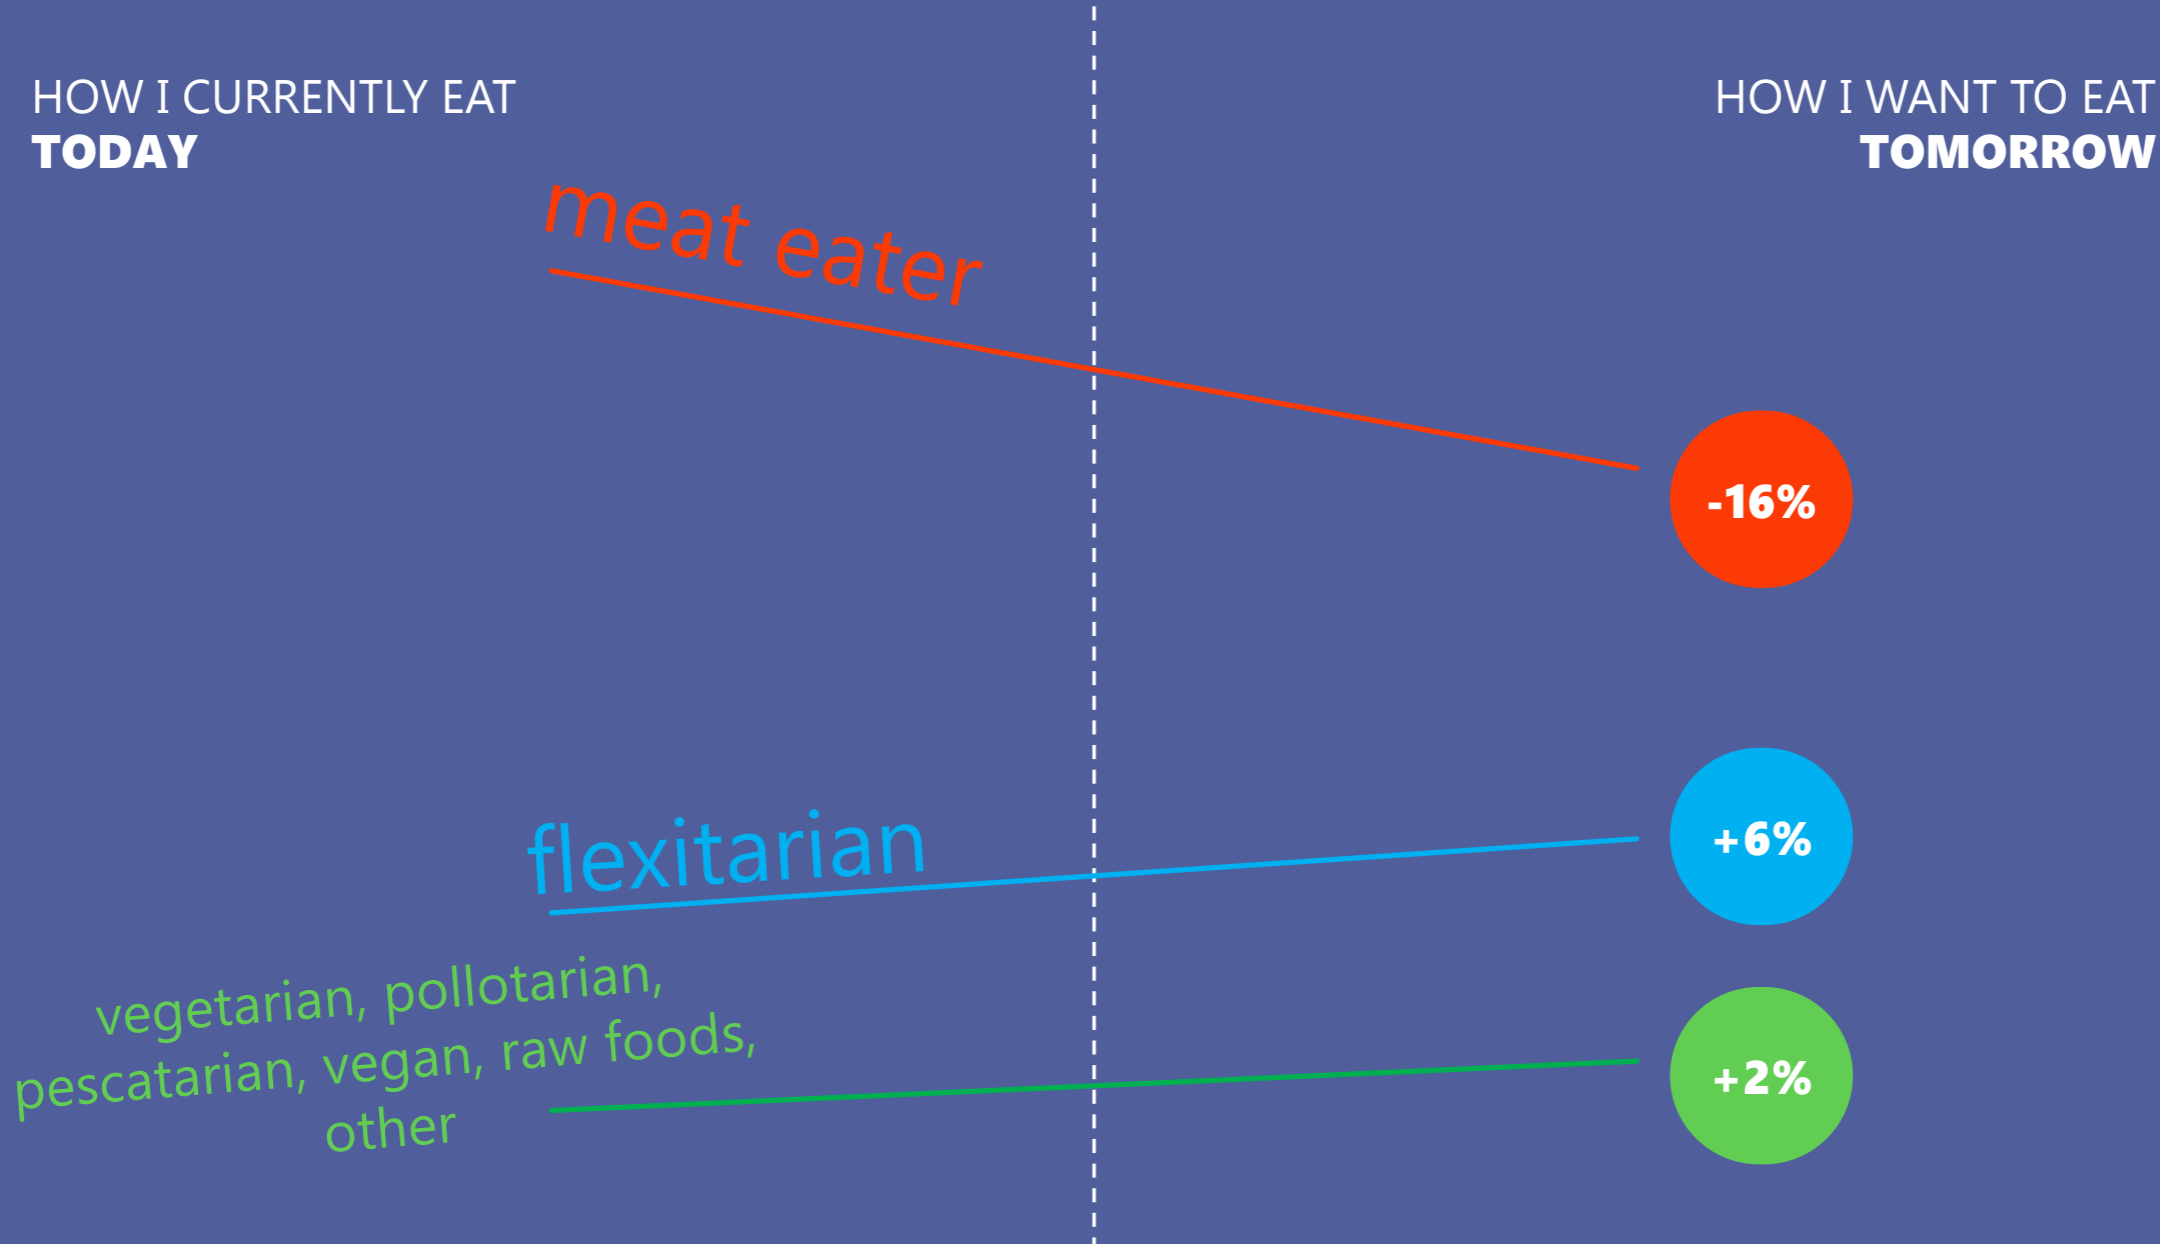 HOW I CURRENTLY EAT
TODAY
HOW I WANT TO EAT
TOMORROW
meat eater
-16%
flexitarian
+6%
vegetarian, pollotarian,
pescatarian, vegan, raw foods,
other
+2%